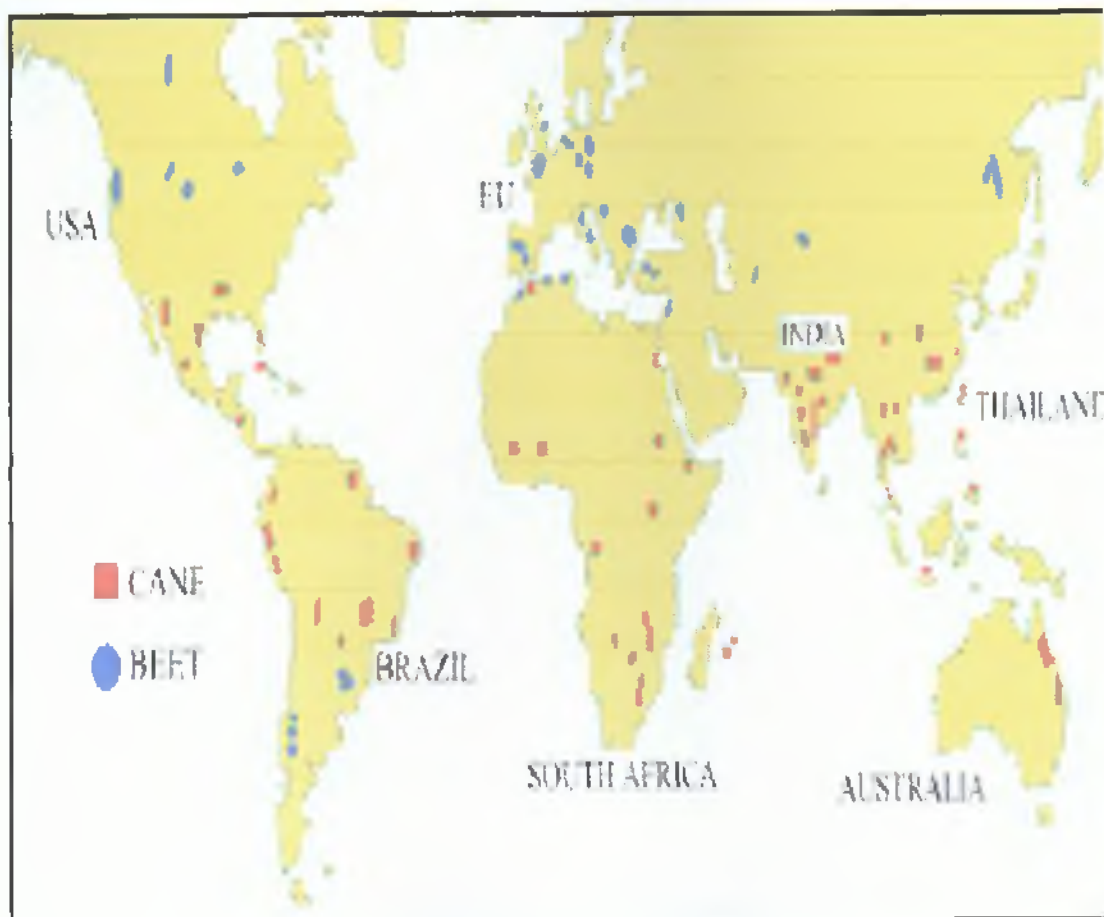 USA
EU
INDIA
THAILAND
CANE
BEET
BRAZIL
SOUTH AFRICA
AUSTRALIA